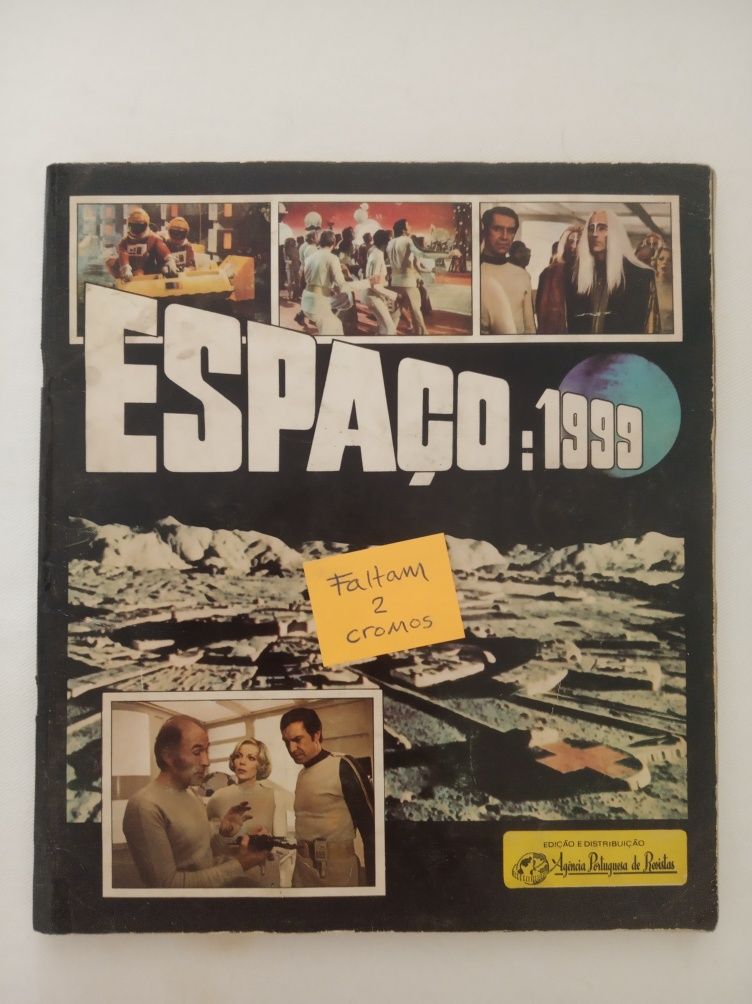 ESPAÇO:1999
Faltam
2
cromos
EDIÇÃO E DISTRIBUIÇÃO
Agência Portuguesa de Revistas